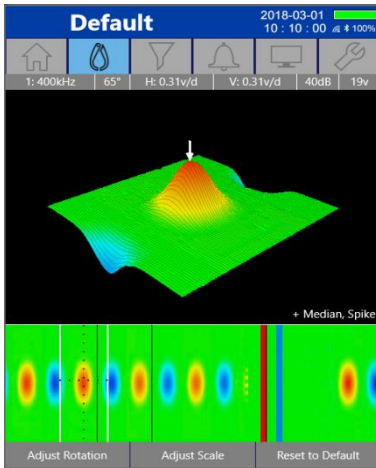 Default
2018-03-01
10 : 10 : 00 100%
1: 400kHz 65° H: 0.31v/d V: 0.31v/d 40dB 19v
+ Median, Spike
Adjust Rotation Adjust Scale Reset to Default